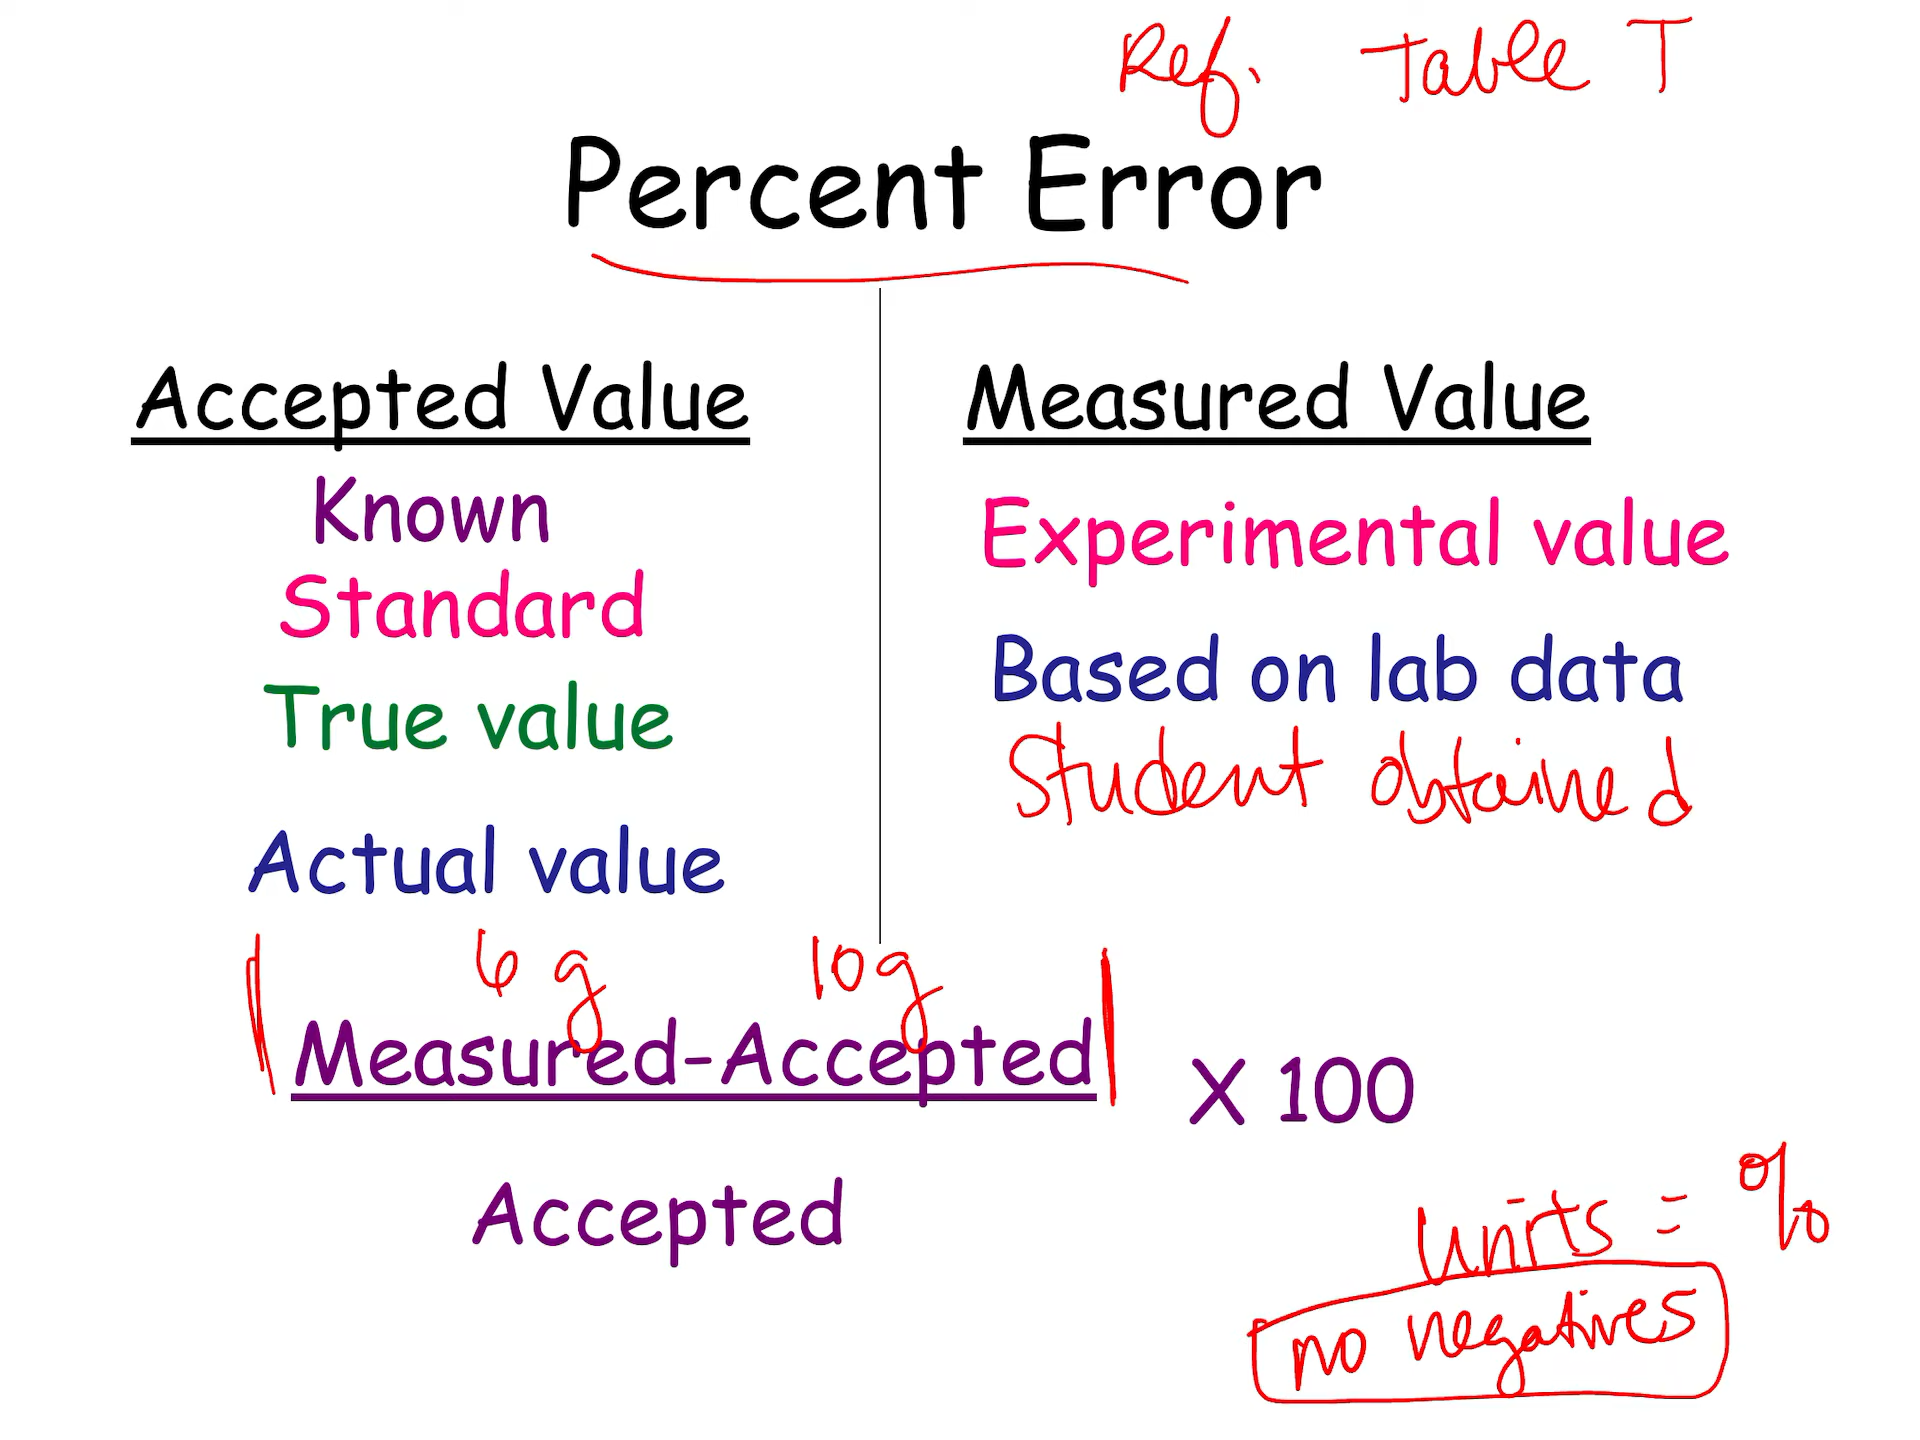 Ref. Table T
Percent Error
Accepted Value
Known
Standard
True value
Actual value
Measured Value
Experimental value
Based on lab data
Student obtained
6 g 10 g
|Measured-Accepted|
Accepted
X 100
units = %
no negatives